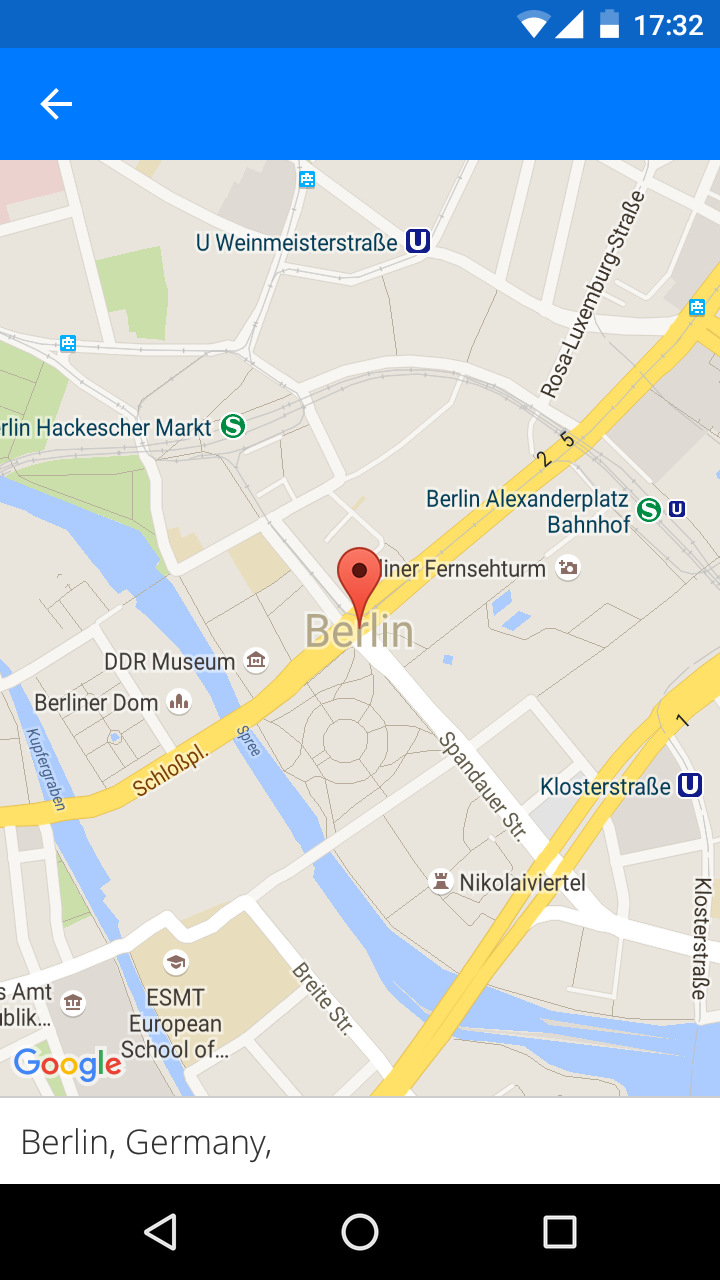 17:32
U Weinmeisterstraße
U
Rosa-Luxemburg-Straße
rlin Hackescher Markt
S
2
5
Berlin Alexanderplatz
Bahnhof
S
U
liner Fernsehturm
Berlin
DDR Museum
Berliner Dom
Kupfergraben
Spree
Schloßpl.
1
Spandauer Str.
Klosterstraße
U
Nikolaiviertel
Klosterstraße
s Amt
ublik...
ESMT
European
School of...
Breite Str.
Google
Berlin, Germany,